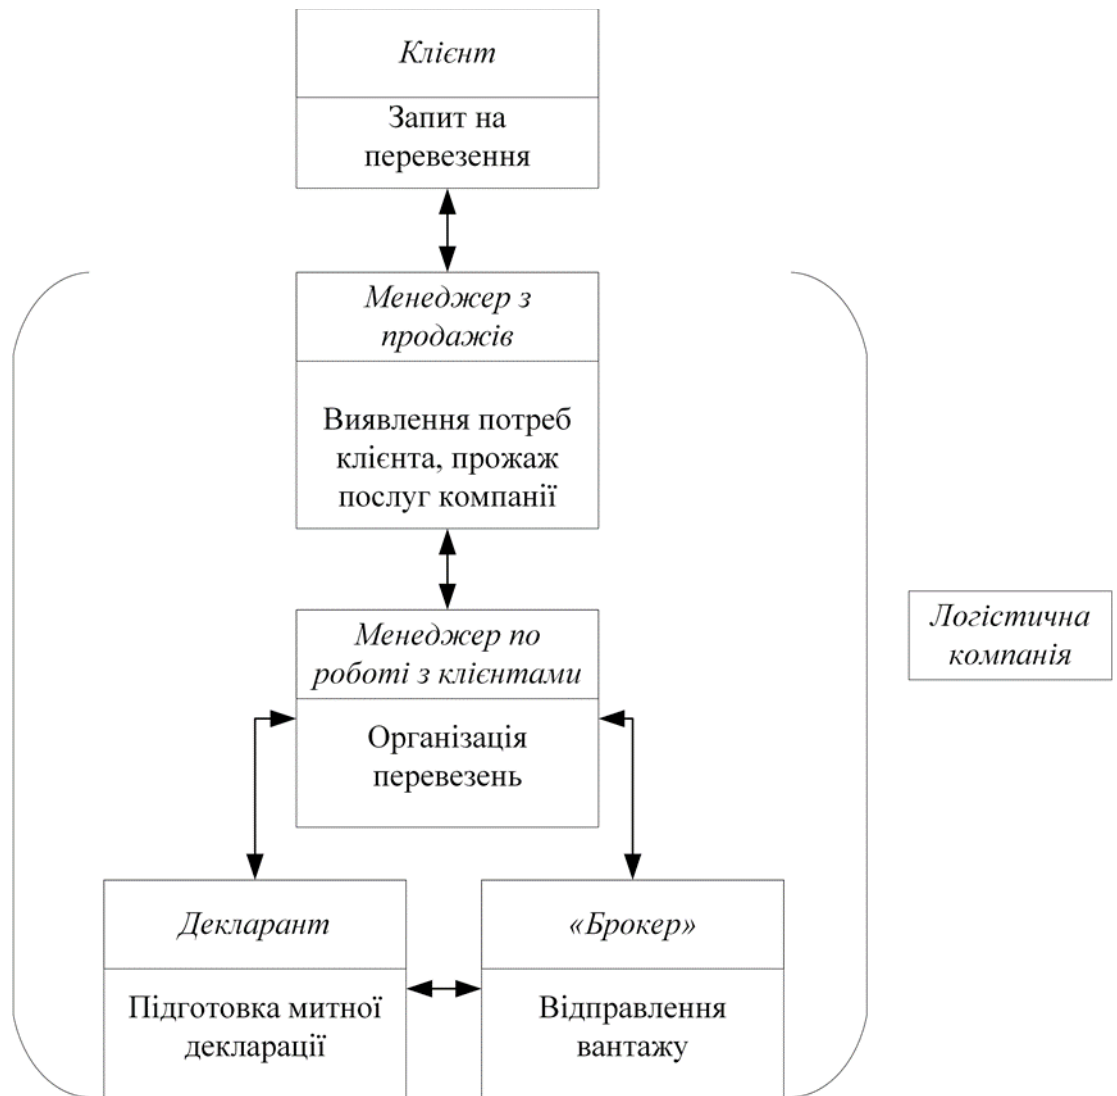 Клієнт
Запит на
перевезення
Менеджер з
продажів
Виявлення потреб
клієнта, прожаж
послуг компанії
Менеджер по
роботі з клієнтами
Організація
перевезень
Логістична
компанія
Декларант
Підготовка митної
декларації
«Брокер»
Відправлення
вантажу